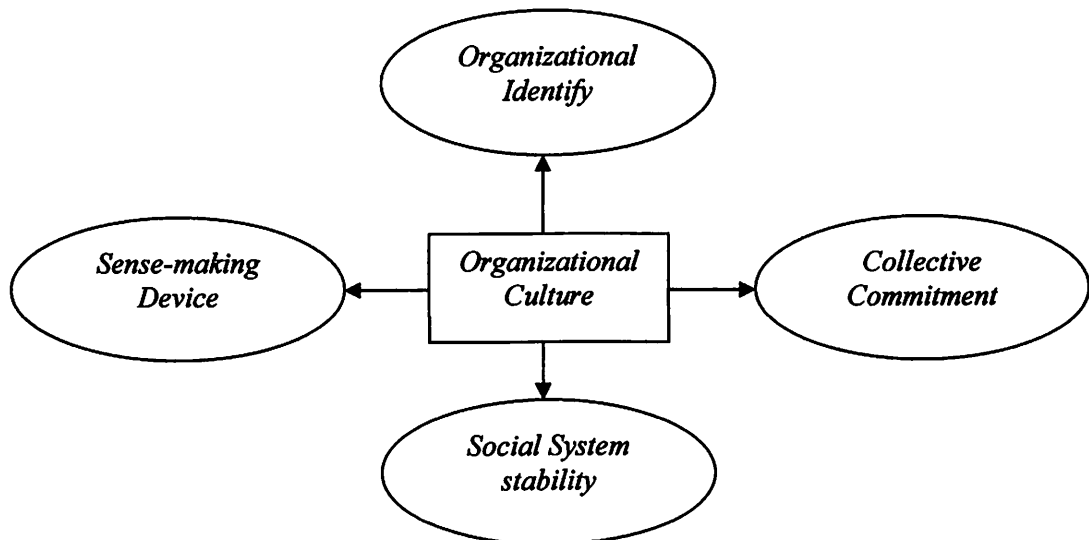 Organizational
Identify
Sense-making
Device
Organizational
Culture
Collective
Commitment
Social System
stability